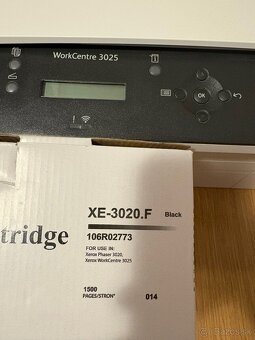 WorkCentre 3025
OK
XE-3020.F Black
tridge
106R02773
FOR USE IN:
Xerox Phaser 3020,
Xerox WorkCentre 3025
1500 014
PAGES/STRON*